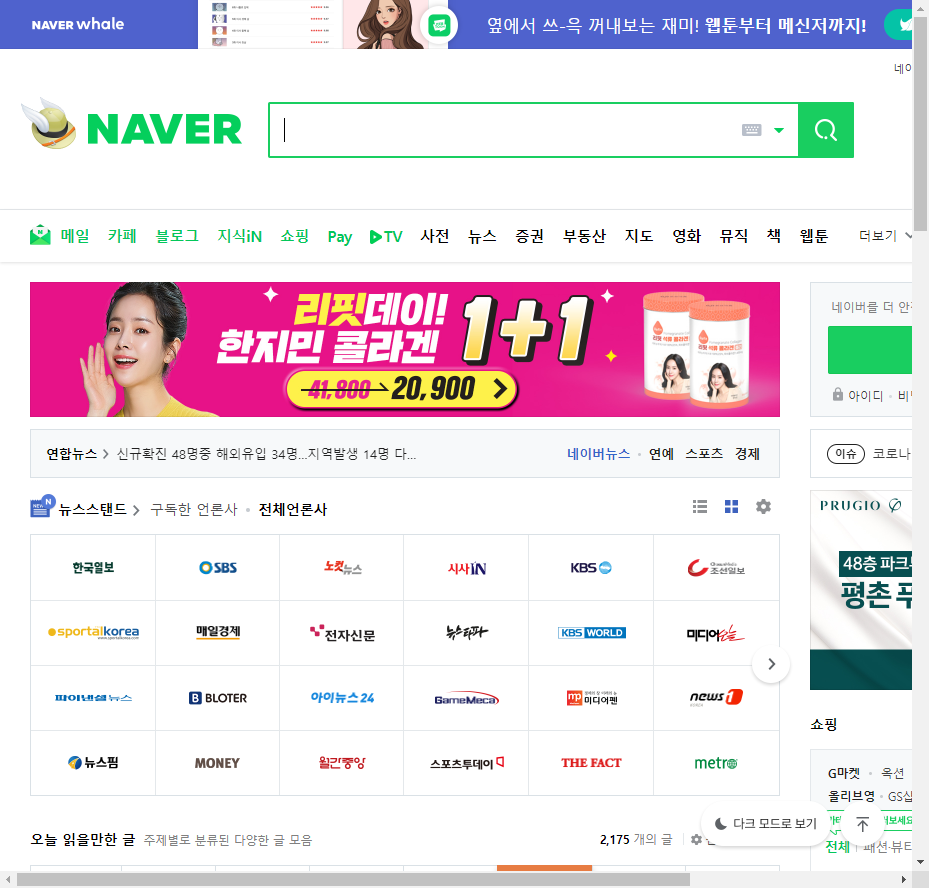 NAVER whale
옆에서 쓰-윽 꺼내보는 재미! 웹툰부터 메신저까지!
NAVER
메일 카페 블로그 지식iN 쇼핑 Pay TV 사전 뉴스 증권 부동산 지도 영화 뮤직 책 웹툰 더보기
리핏데이!
한지민 콜라겐
1+1
41,800 20,900
네이버를 더 안
아이디
연합뉴스 신규확진 48명중 해외유입 34명...지역발생 14명 다...
네이버뉴스 연예 스포츠 경제
이슈 코로나
뉴스스탠드 구독한 언론사 전체언론사
PRUGIO
48층 파크
평촌 푸
한국일보 SBS 노컷뉴스 시사IN KBS 조선일보
sportalkorea 매일경제 전자신문 뉴스타파 KBS WORLD 미디어오늘
파이낸셜뉴스 BLOTER 아이뉴스24 GameMeca mp 미디어펜 news1
뉴스핌 MONEY 월간중앙 스포츠투데이 THE FACT metro
쇼핑
G마켓 옥션
올리브영 GS샵
전체 패션·뷰티
다크 모드로 보기
오늘 읽을만한 글 주제별로 분류된 다양한 글 모음
2,175 개의 글